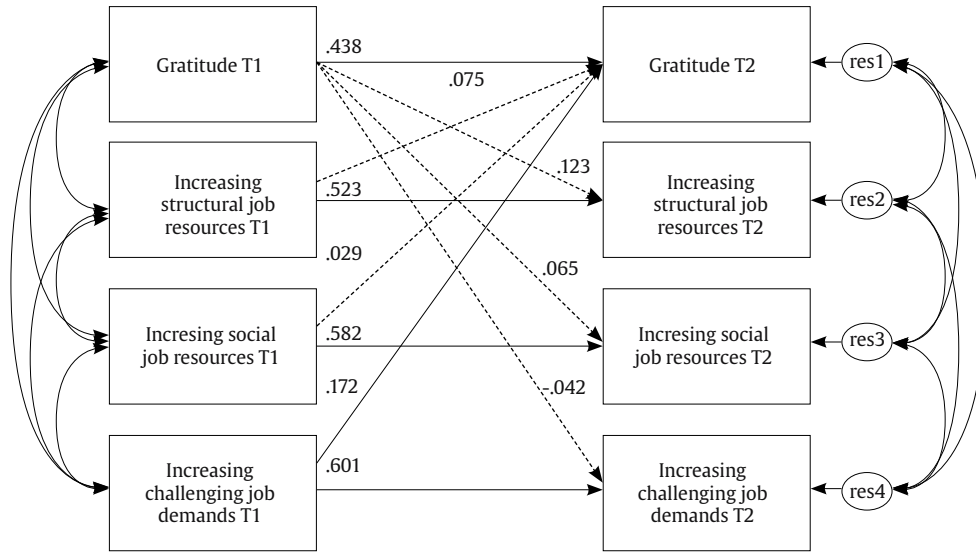 Gratitude T1
.438
.075
Gratitude T2
res1
Increasing
structural job
resources T1
.523
.123
Increasing
structural job
resources T2
res2
.029
.065
Incresing social
job resources T1
.582
Incresing social
job resources T2
res3
.172
-.042
Increasing
challenging job
demands T1
.601
Increasing
challenging job
demands T2
res4